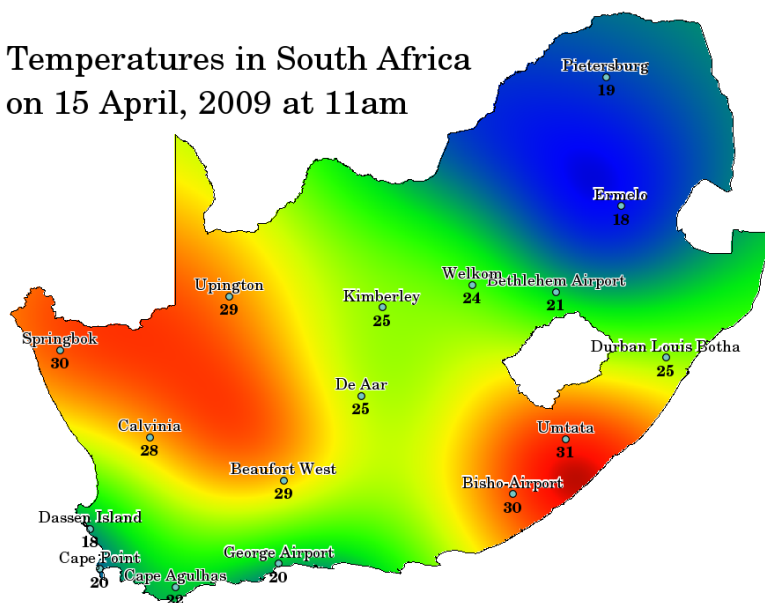 Temperatures in South Africa
on 15 April, 2009 at 11am
Pietersburg
19
Ermelo
18
Upington
29
Kimberley
25
Welkom
24
Bethlehem Airport
21
Springbok
30
Durban Louis Botha
25
De Aar
25
Calvinia
28
Umtata
31
Beaufort West
29
Bisho-Airport
30
Dassen Island
18
Cape Point
20
George Airport
20
Cape Agulhas
22